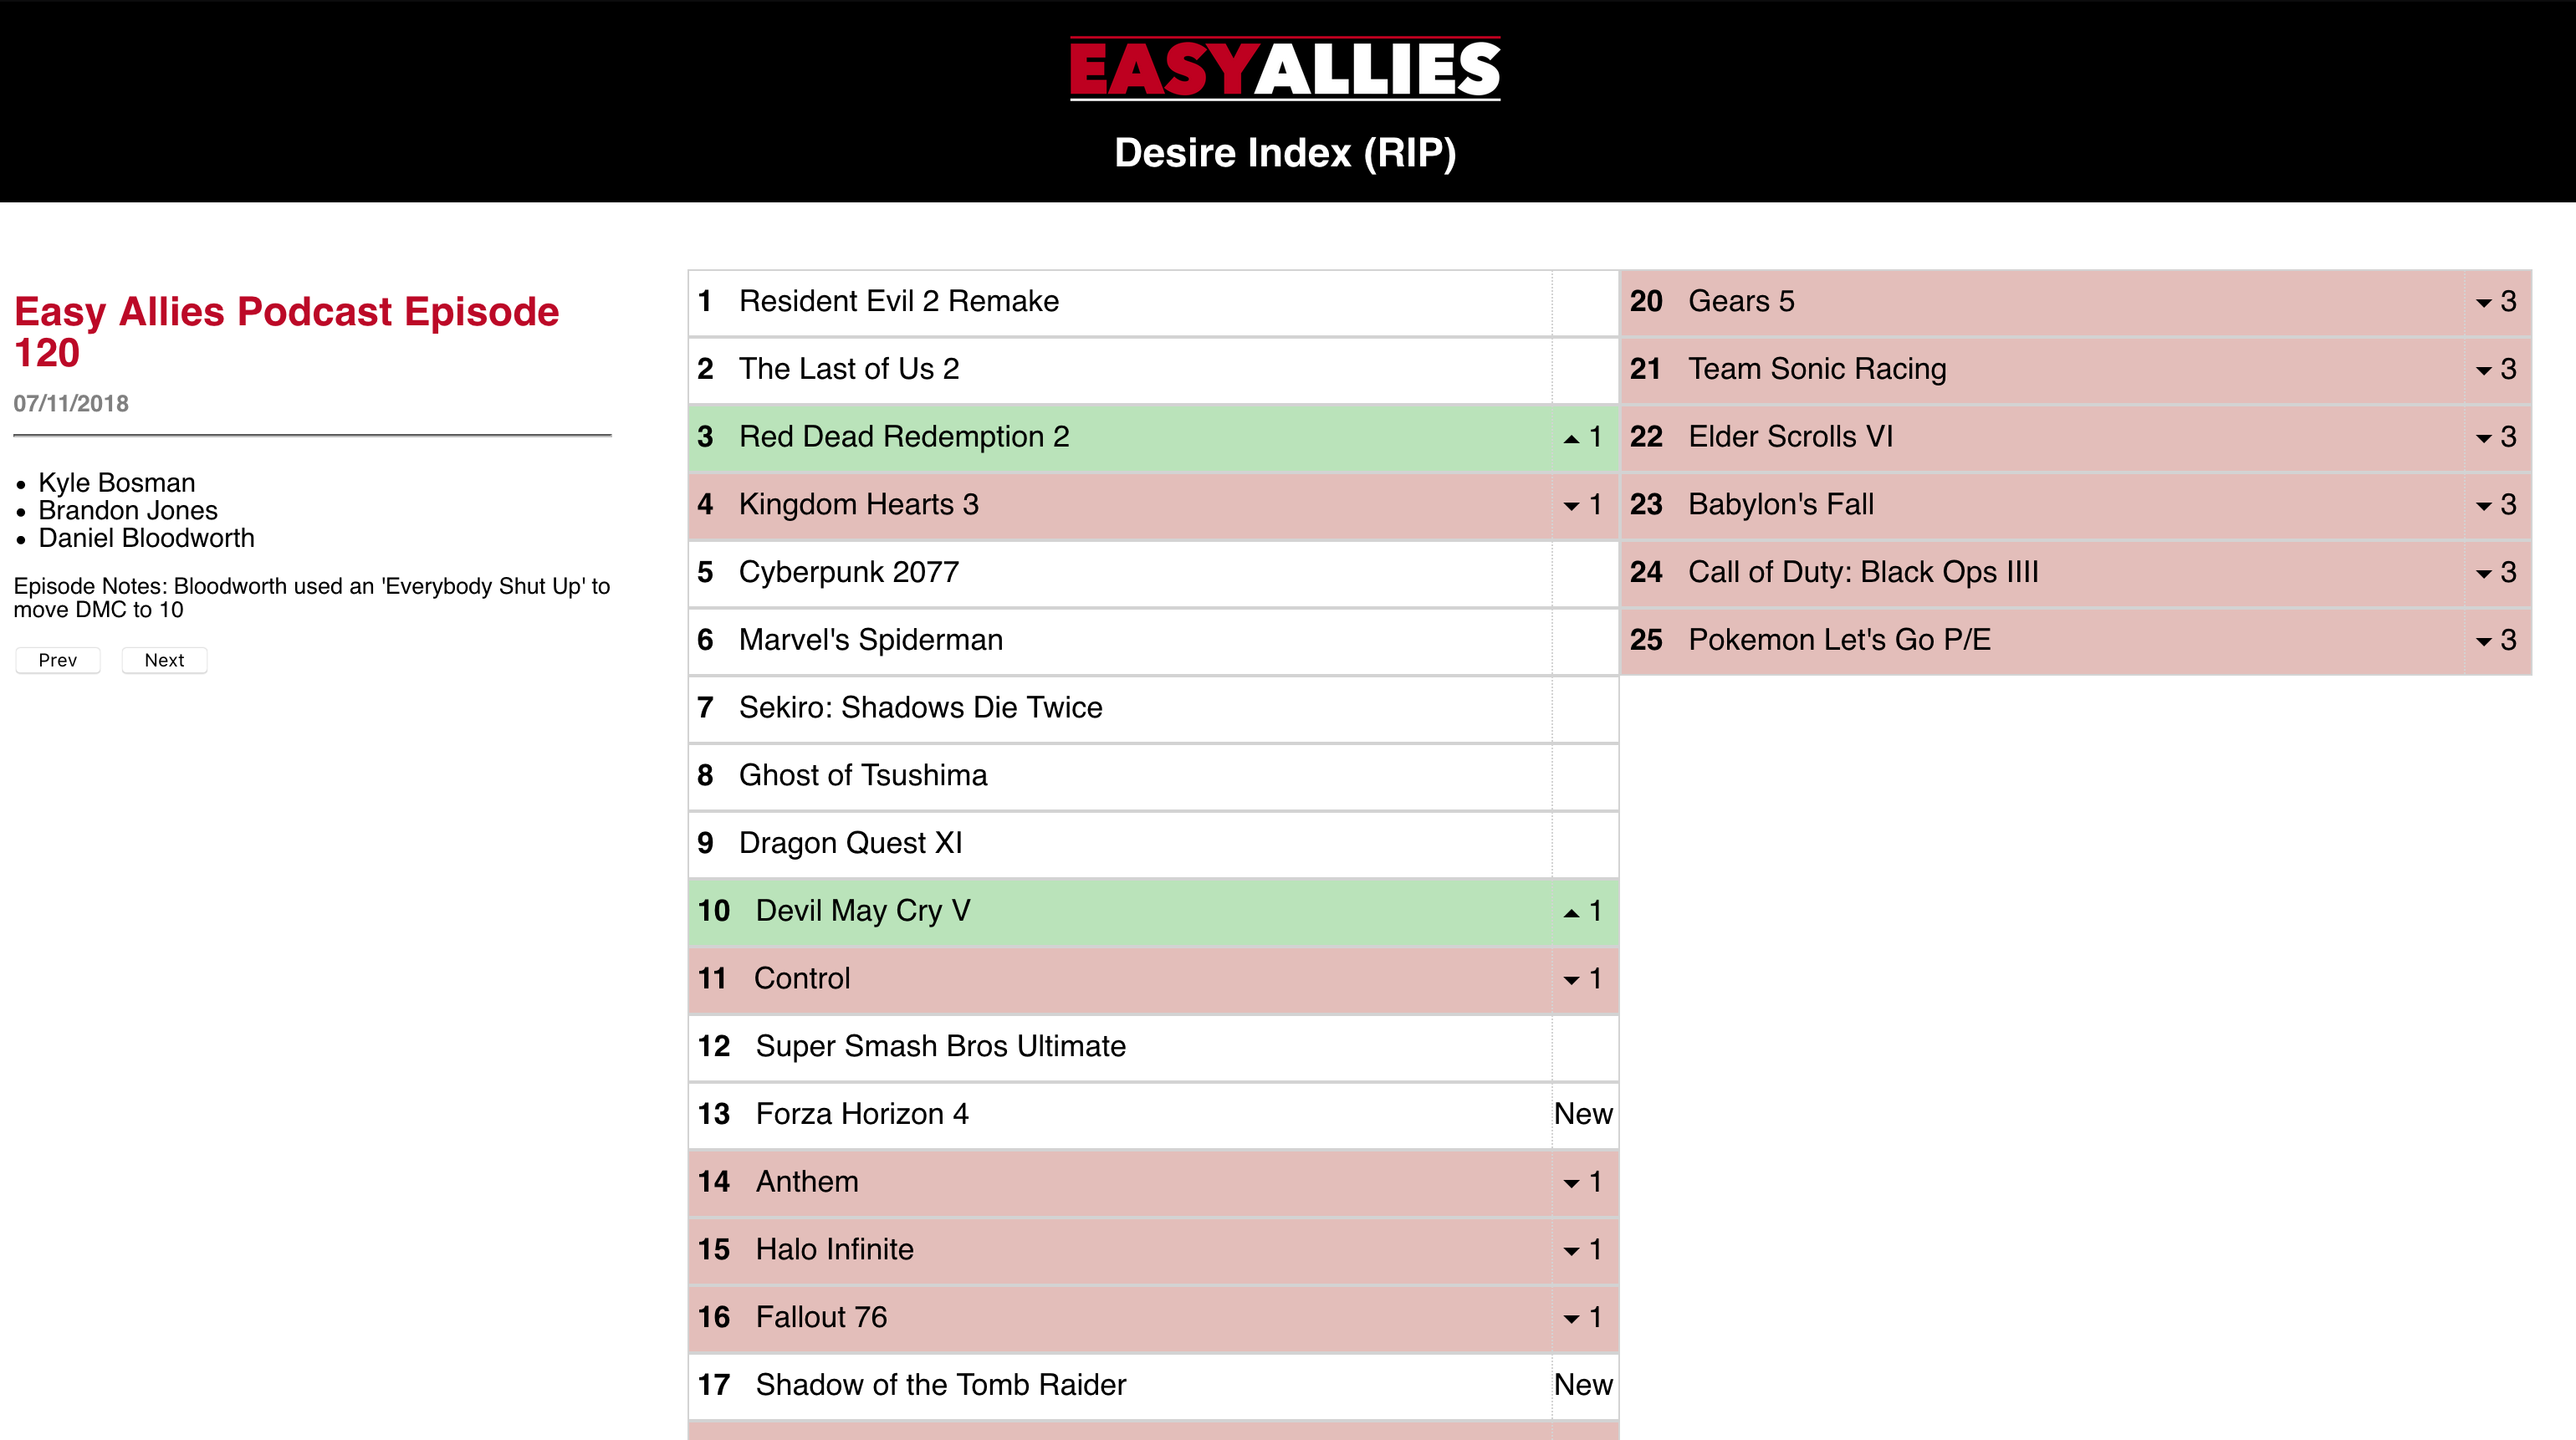 EASYALLIES
Desire Index (RIP)
Easy Allies Podcast Episode
120
07/11/2018
• Kyle Bosman
• Brandon Jones
• Daniel Bloodworth
Episode Notes: Bloodworth used an 'Everybody Shut Up' to
move DMC to 10
Prev Next
1 Resident Evil 2 Remake
2 The Last of Us 2
3 Red Dead Redemption 2 ▲ 1
4 Kingdom Hearts 3 ▼ 1
5 Cyberpunk 2077
6 Marvel's Spiderman
7 Sekiro: Shadows Die Twice
8 Ghost of Tsushima
9 Dragon Quest XI
10 Devil May Cry V ▲ 1
11 Control ▼ 1
12 Super Smash Bros Ultimate
13 Forza Horizon 4 New
14 Anthem ▼ 1
15 Halo Infinite ▼ 1
16 Fallout 76 ▼ 1
17 Shadow of the Tomb Raider New
20 Gears 5 ▼ 3
21 Team Sonic Racing ▼ 3
22 Elder Scrolls VI ▼ 3
23 Babylon's Fall ▼ 3
24 Call of Duty: Black Ops IIII ▼ 3
25 Pokemon Let's Go P/E ▼ 3